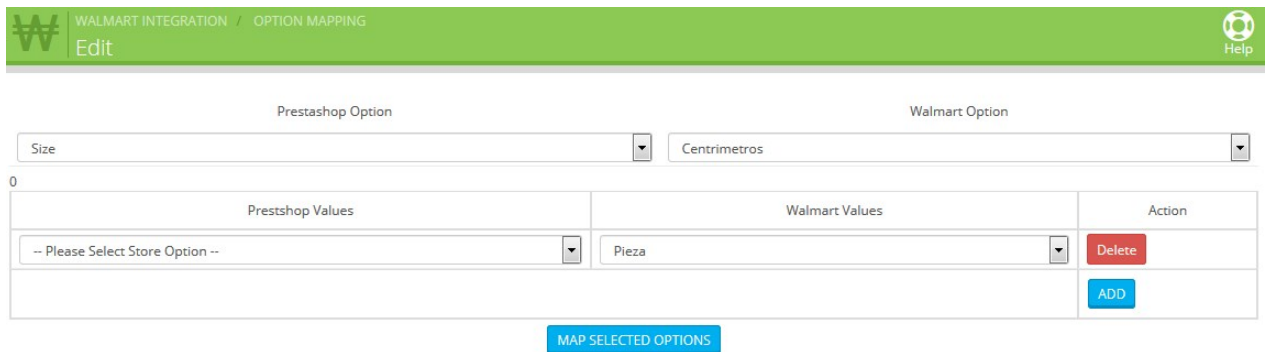 WALMART INTEGRATION / OPTION MAPPING
Edit
Help
Prestashop Option Walmart Option
Size Centrimetros
0
Prestshop Values Walmart Values Action
-- Please Select Store Option -- Pieza Delete
ADD
MAP SELECTED OPTIONS